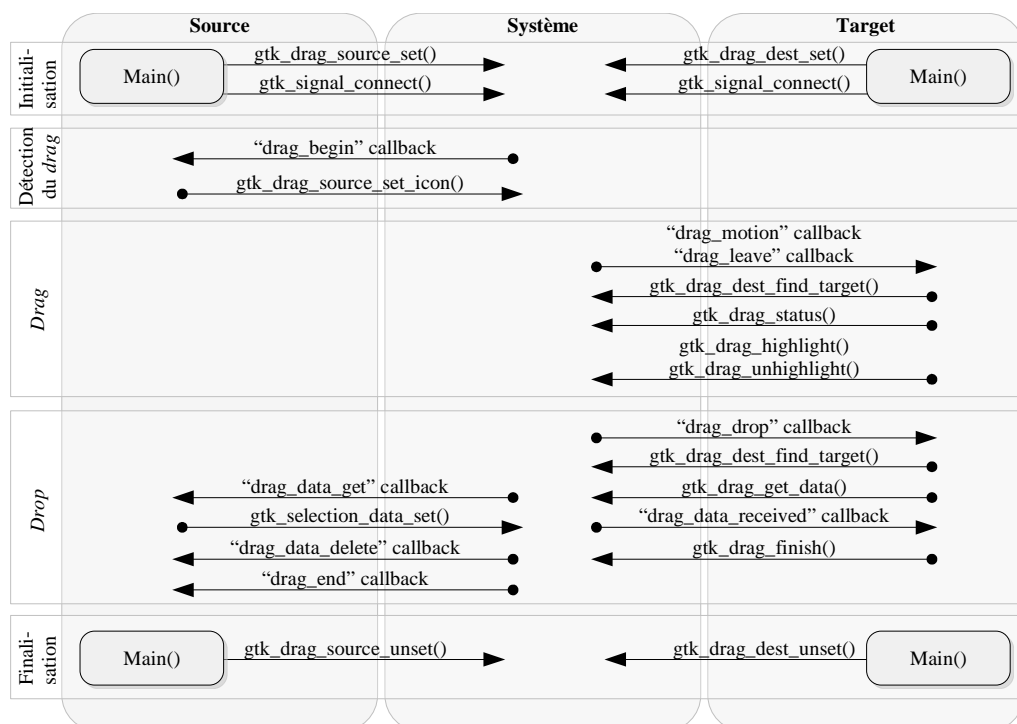 Source Système Target
Initiali-
sation
Main()
gtk_drag_source_set()
gtk_signal_connect()
gtk_drag_dest_set()
gtk_signal_connect()
Main()
Détection
du drag
“drag_begin” callback
gtk_drag_source_set_icon()
Drag
“drag_motion” callback
“drag_leave” callback
gtk_drag_dest_find_target()
gtk_drag_status()
gtk_drag_highlight()
gtk_drag_unhighlight()
Drop
“drag_drop” callback
gtk_drag_dest_find_target()
“drag_data_get” callback
gtk_drag_get_data()
gtk_selection_data_set()
“drag_data_received” callback
“drag_data_delete” callback
gtk_drag_finish()
“drag_end” callback
Finali-
sation
Main()
gtk_drag_source_unset()
gtk_drag_dest_unset()
Main()